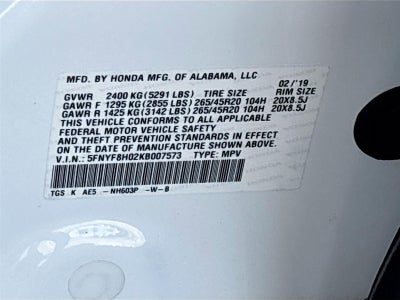 MFD. BY HONDA MFG. OF ALABAMA, LLC 02/'19
GVWR 2400 KG(5291 LBS) TIRE SIZE RIM SIZE
GAWR F 1295 KG(2855 LBS) 265/45R20 104H 20X8.5J
GAWR R 1425 KG(3142 LBS) 265/45R20 104H 20X8.5J
THIS VEHICLE CONFORMS TO ALL APPLICABLE
FEDERAL MOTOR VEHICLE SAFETY
AND THEFT PREVENTION STANDARDS IN EFFECT
ON THE DATE OF MANUFACTURE SHOWN ABOVE.
V.I.N.: 5FNYF8H02KB007573 TYPE: MPV
TGS K AE5 -NH603P -W-B